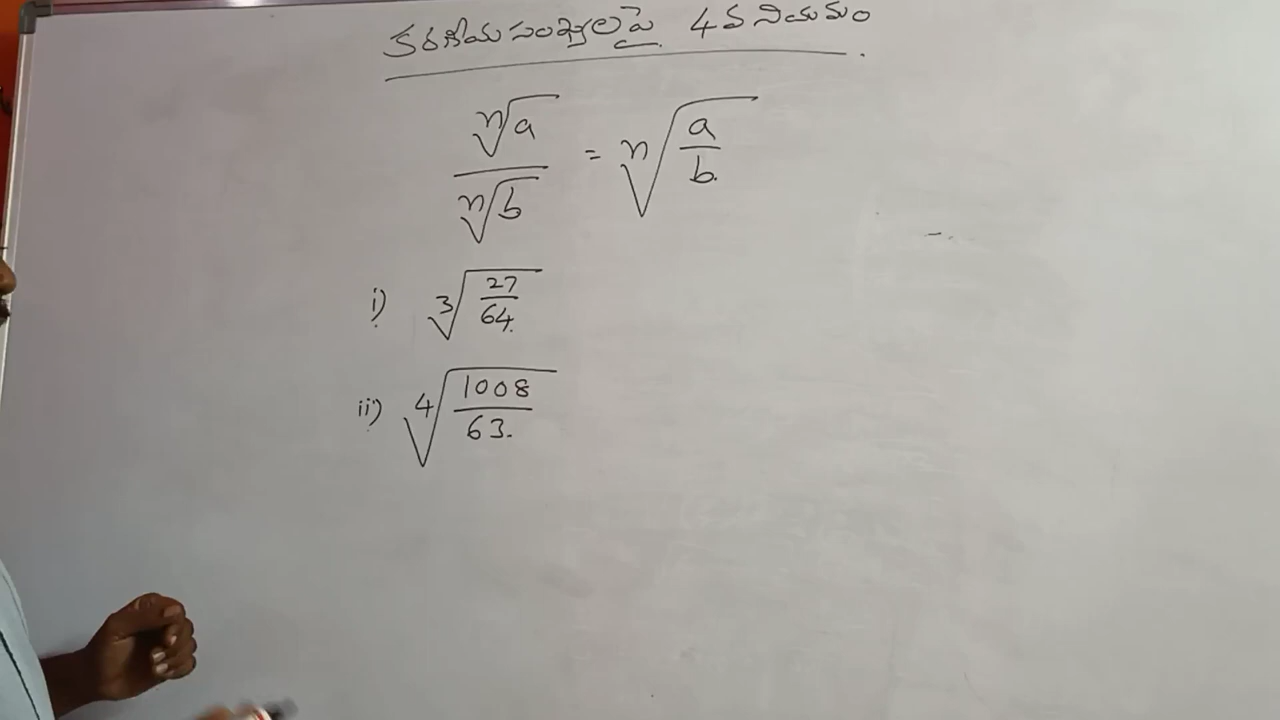 కరణీయ సంఖ్యలపై 4వ నియమం
ⁿ√a / ⁿ√b = ⁿ√(a/b)
i) ³√(27/64)
ii) ⁴√(1008/63)